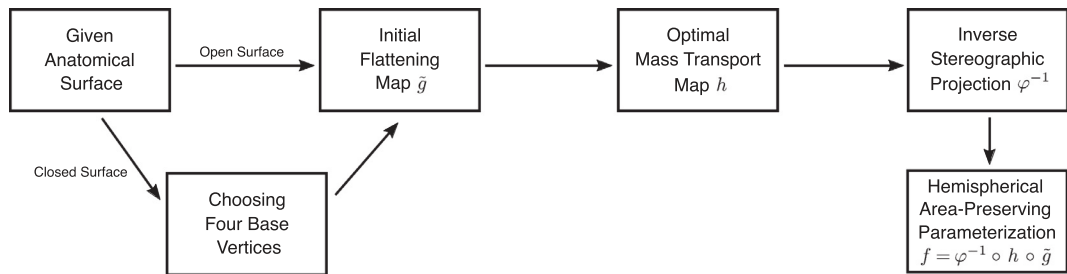 Given
Anatomical
Surface
Open Surface
Initial
Flattening
Map g̃
Optimal
Mass Transport
Map h
Inverse
Stereographic
Projection φ⁻¹
Closed Surface
Choosing
Four Base
Vertices
Hemispherical
Area-Preserving
Parameterization
f = φ⁻¹ ∘ h ∘ g̃